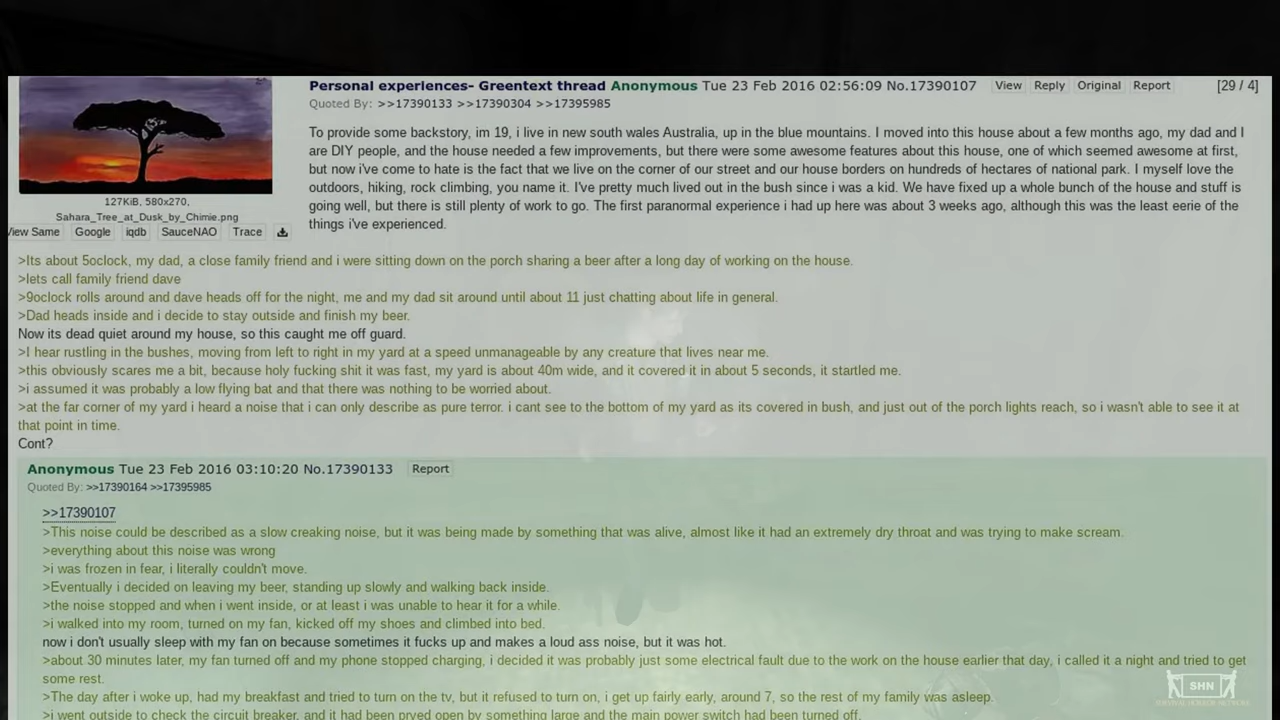 Personal experiences- Greentext thread Anonymous Tue 23 Feb 2016 02:56:09 No.17390107 View Reply Original Report [29 / 4]
Quoted By: >>17390133 >>17390304 >>17395985
To provide some backstory, im 19, i live in new south wales Australia, up in the blue mountains. I moved into this house about a few months ago, my dad and I
are DIY people, and the house needed a few improvements, but there were some awesome features about this house, one of which seemed awesome at first,
but now i've come to hate is the fact that we live on the corner of our street and our house borders on hundreds of hectares of national park. I myself love the
outdoors, hiking, rock climbing, you name it. I've pretty much lived out in the bush since i was a kid. We have fixed up a whole bunch of the house and stuff is
going well, but there is still plenty of work to go. The first paranormal experience i had up here was about 3 weeks ago, although this was the least eerie of the
things i've experienced.
127KiB, 580x270,
Sahara_Tree_at_Dusk_by_Chimie.png
View Same Google iqdb SauceNAO Trace
>Its about 5oclock, my dad, a close family friend and i were sitting down on the porch sharing a beer after a long day of working on the house.
>lets call family friend dave
>9oclock rolls around and dave heads off for the night, me and my dad sit around until about 11 just chatting about life in general.
>Dad heads inside and i decide to stay outside and finish my beer.
Now its dead quiet around my house, so this caught me off guard.
>I hear rustling in the bushes, moving from left to right in my yard at a speed unmanageable by any creature that lives near me.
>this obviously scares me a bit, because holy fucking shit it was fast, my yard is about 40m wide, and it covered it in about 5 seconds, it startled me.
>i assumed it was probably a low flying bat and that there was nothing to be worried about.
>at the far corner of my yard i heard a noise that i can only describe as pure terror. i cant see to the bottom of my yard as its covered in bush, and just out of the porch lights reach, so i wasn't able to see it at
that point in time.
Cont?
Anonymous Tue 23 Feb 2016 03:10:20 No.17390133 Report
Quoted By: >>17390164 >>17395985
>>17390107
>This noise could be described as a slow creaking noise, but it was being made by something that was alive, almost like it had an extremely dry throat and was trying to make scream.
>everything about this noise was wrong
>i was frozen in fear, i literally couldn't move.
>Eventually i decided on leaving my beer, standing up slowly and walking back inside.
>the noise stopped and when i went inside, or at least i was unable to hear it for a while.
>i walked into my room, turned on my fan, kicked off my shoes and climbed into bed.
now i don't usually sleep with my fan on because sometimes it fucks up and makes a loud ass noise, but it was hot.
>about 30 minutes later, my fan turned off and my phone stopped charging, i decided it was probably just some electrical fault due to the work on the house earlier that day, i called it a night and tried to get
some rest.
>The day after i woke up, had my breakfast and tried to turn on the tv, but it refused to turn on, i get up fairly early, around 7, so the rest of my family was asleep.
>i went outside to check the circuit breaker, and it had been pryed open by something large and the main power switch had been turned off.
SHN
SURVIVAL HORROR NETWORK